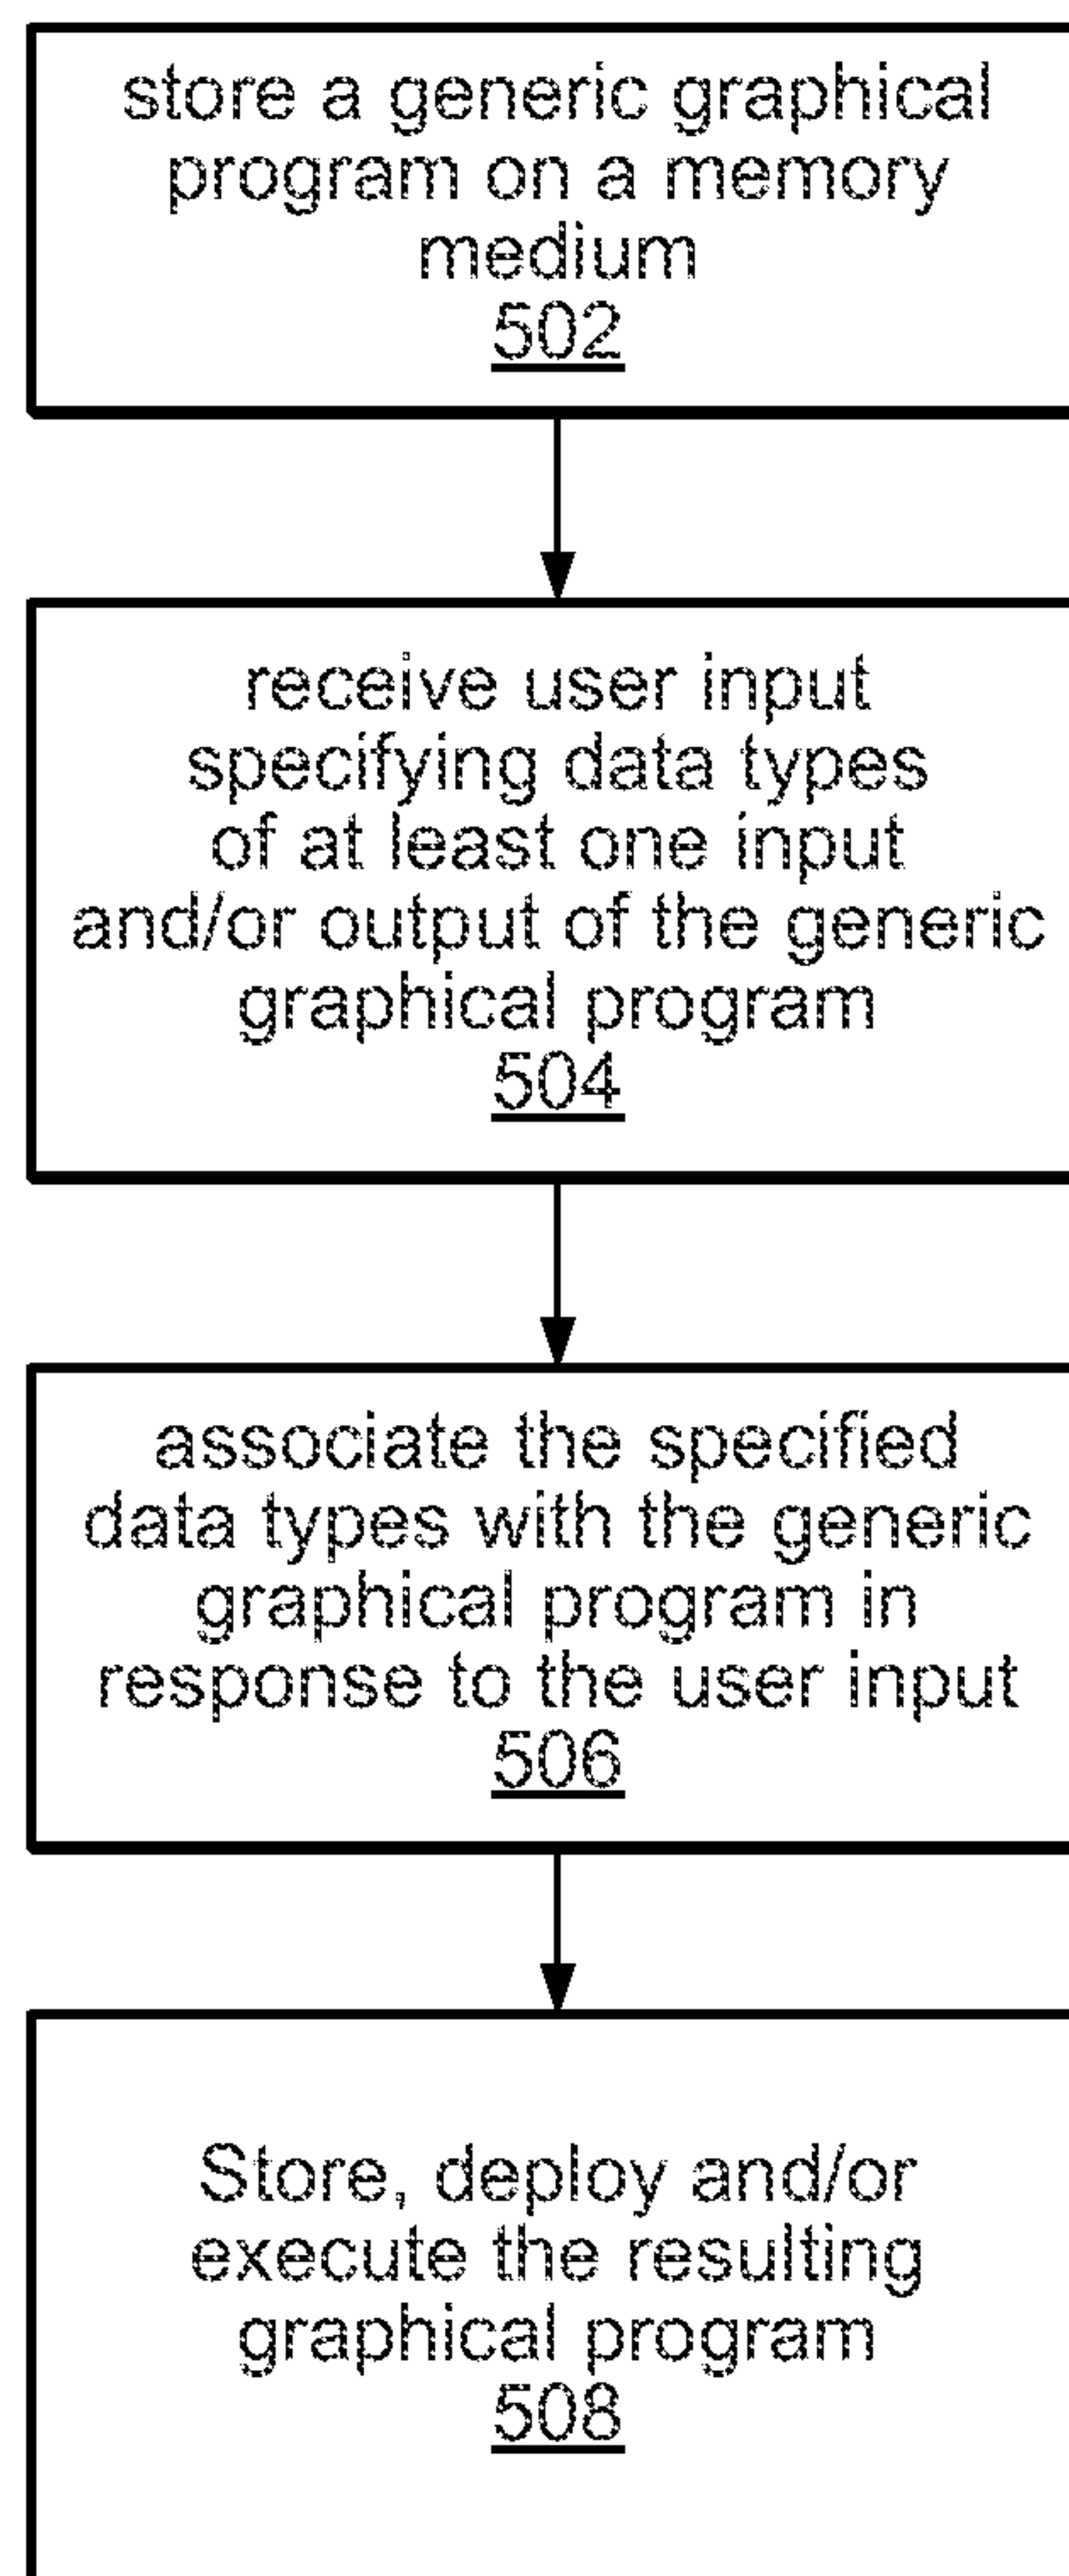 store a generic graphical
program on a memory
medium
502
receive user input
specifying data types
of at least one input
and/or output of the generic
graphical program
504
associate the specified
data types with the generic
graphical program in
response to the user input
506
Store, deploy and/or
execute the resulting
graphical program
508